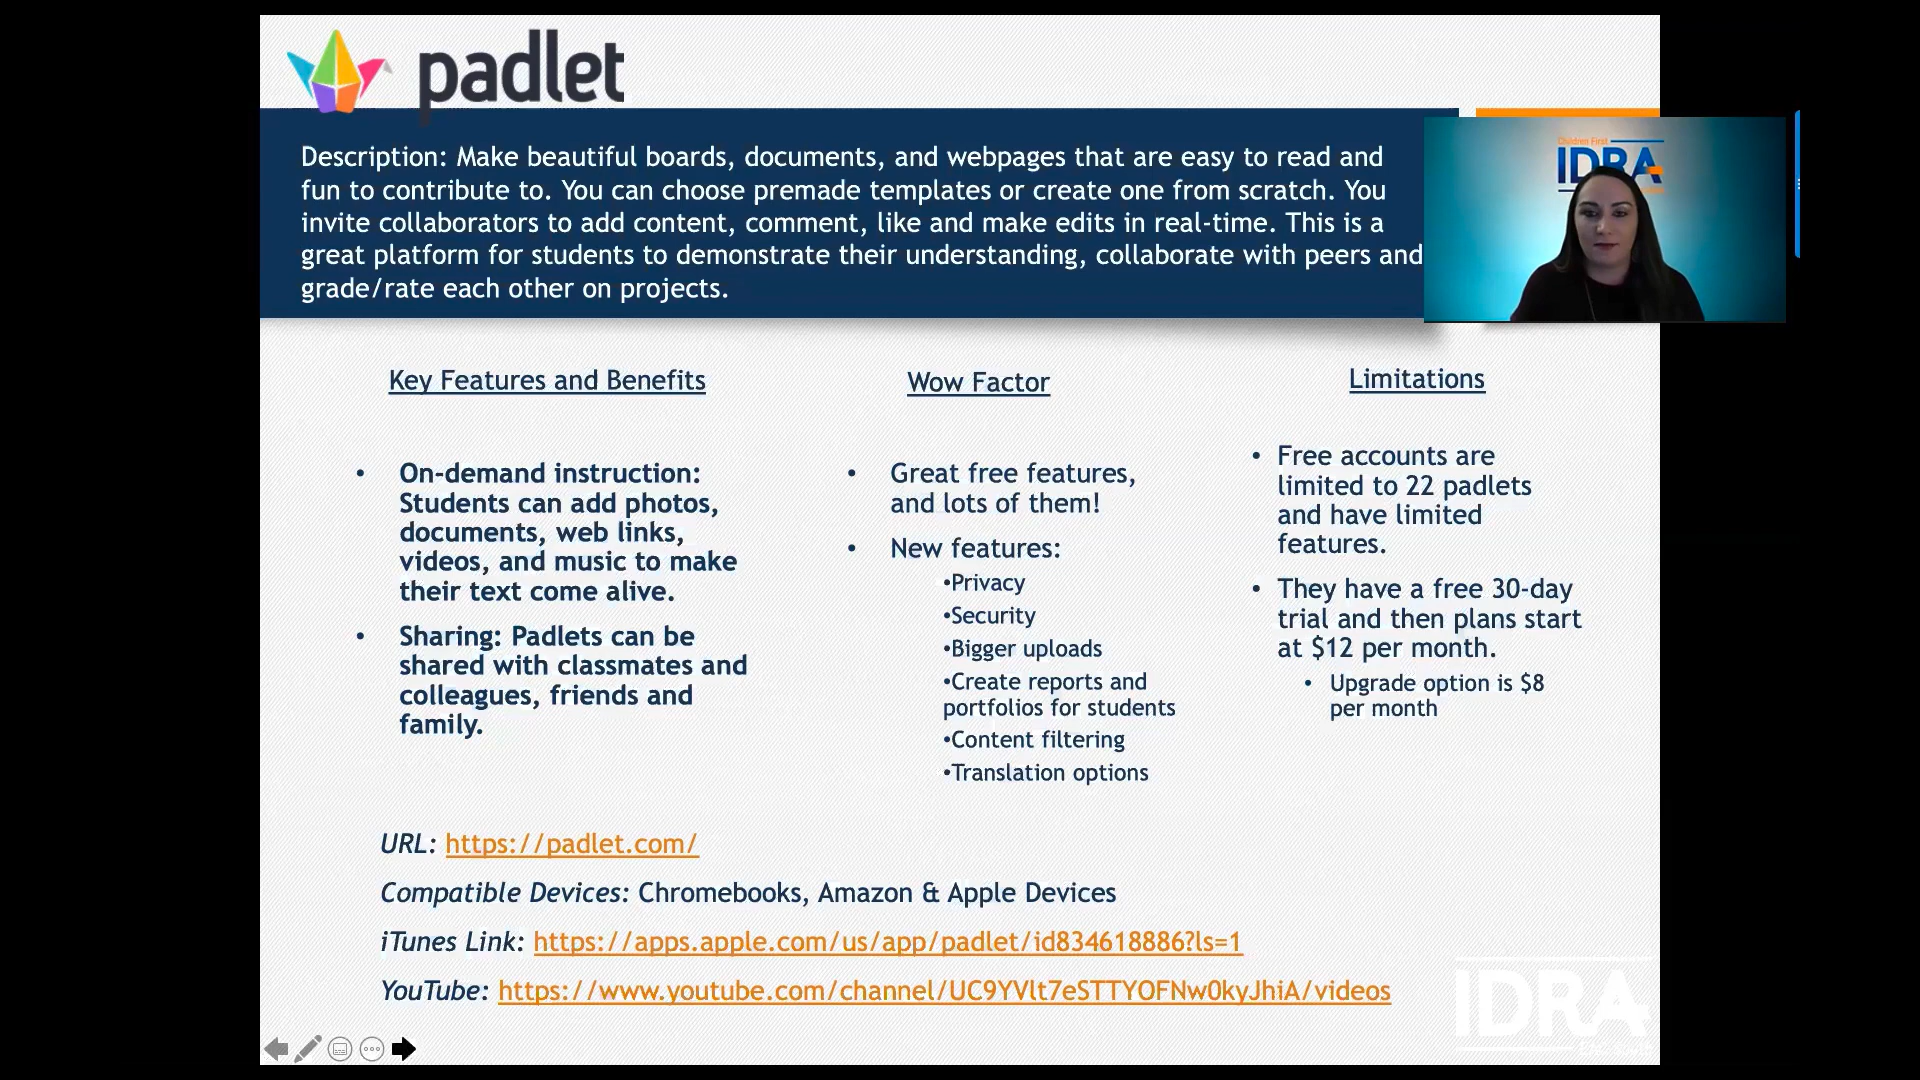 padlet
Description: Make beautiful boards, documents, and webpages that are easy to read and
fun to contribute to. You can choose premade templates or create one from scratch. You
invite collaborators to add content, comment, like and make edits in real-time. This is a
great platform for students to demonstrate their understanding, collaborate with peers and
grade/rate each other on projects.
Children First
IDRA
Key Features and Benefits
• On-demand instruction:
Students can add photos,
documents, web links,
videos, and music to make
their text come alive.
• Sharing: Padlets can be
shared with classmates and
colleagues, friends and
family.
Wow Factor
• Great free features,
and lots of them!
• New features:
•Privacy
•Security
•Bigger uploads
•Create reports and
portfolios for students
•Content filtering
•Translation options
Limitations
• Free accounts are
limited to 22 padlets
and have limited
features.
• They have a free 30-day
trial and then plans start
at $12 per month.
• Upgrade option is $8
per month
URL: https://padlet.com/
Compatible Devices: Chromebooks, Amazon & Apple Devices
iTunes Link: https://apps.apple.com/us/app/padlet/id834618886?ls=1
YouTube: https://www.youtube.com/channel/UC9YVlt7eSTTYOFNw0kyJhiA/videos
IDRA